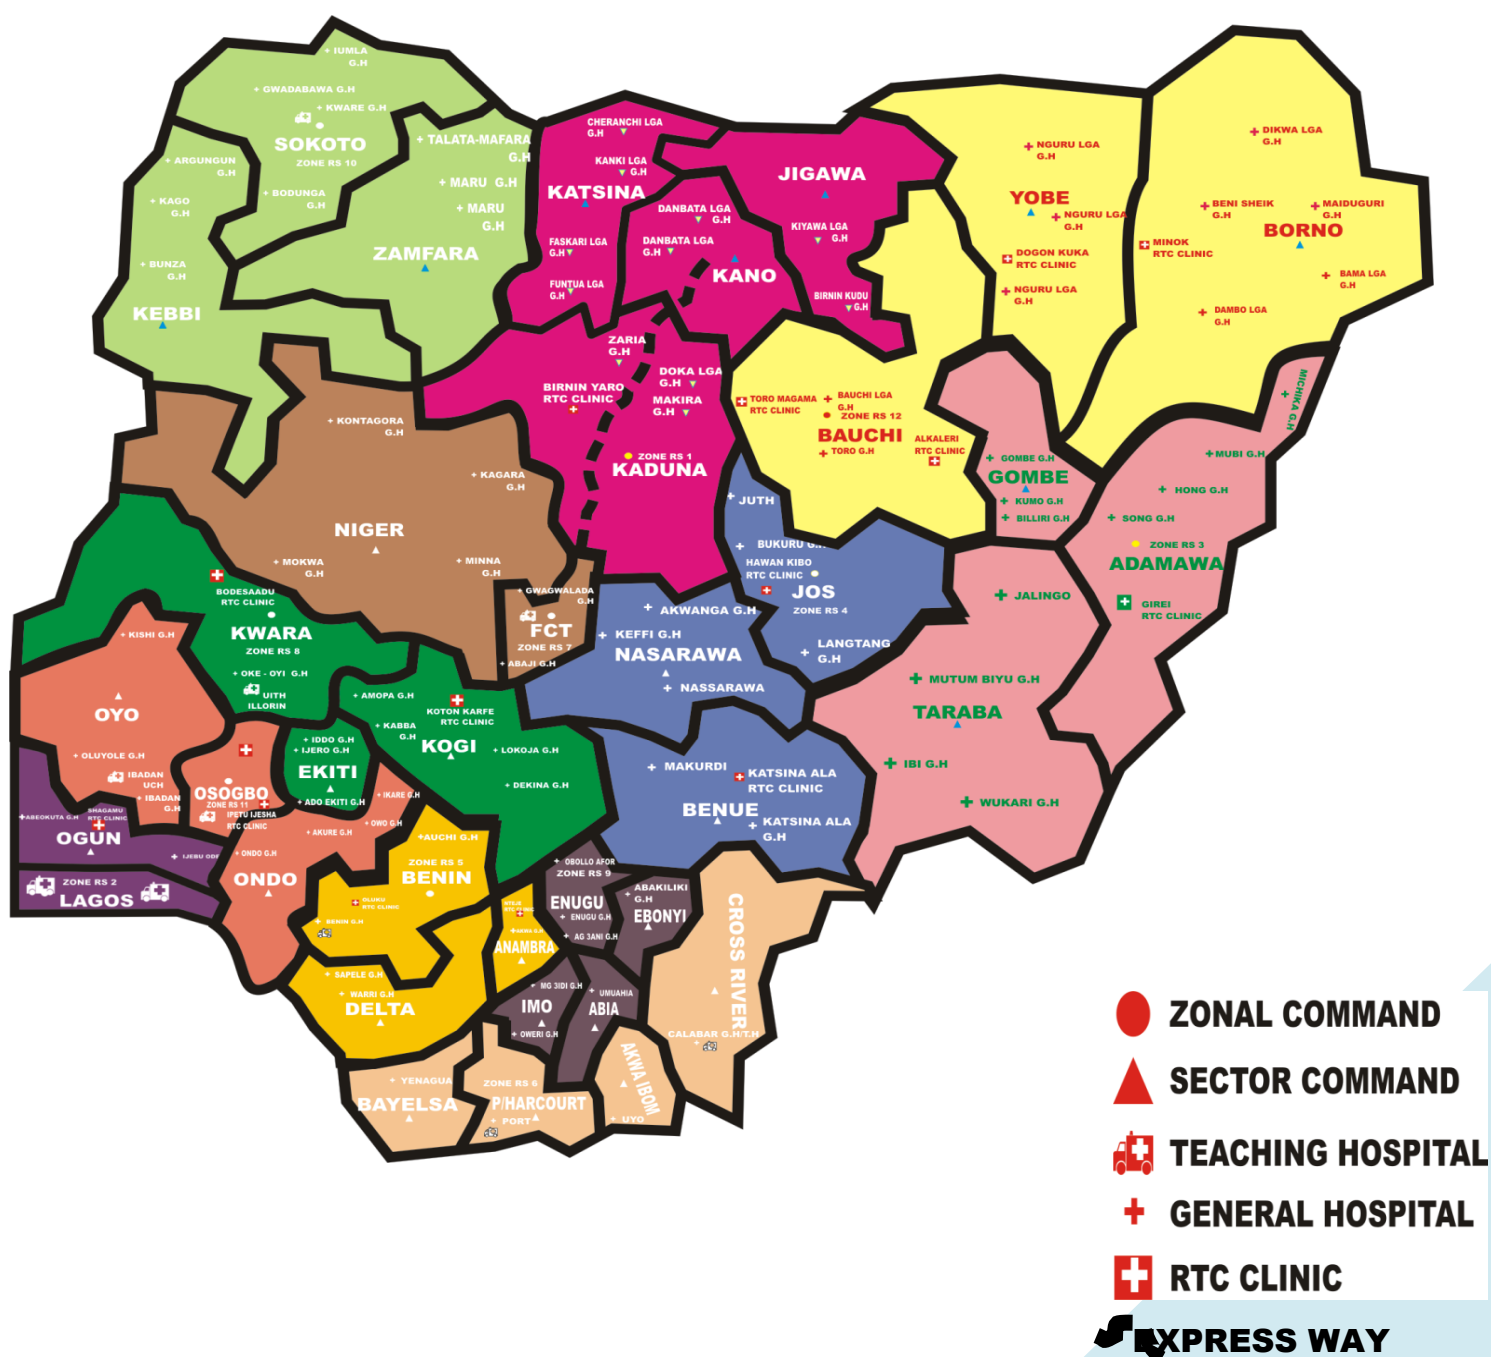 IUMLA
G.H
GWADABAWA G.H
KWARE G.H
SOKOTO
ZONE RS 10
ARGUNGUN
G.H
BODUNGA
G.H
KAGO
G.H
BUNZA
G.H
KEBBI
TALATA-MAFARA
G.H
MARU G.H
MARU
G.H
ZAMFARA
CHERANCHI LGA
G.H
KANKI LGA
G.H
KATSINA
FASKARI LGA
G.H
FUNTUA LGA
G.H
JIGAWA
KIYAWA LGA
G.H
BIRNIN KUDU
G.H
DANBATA LGA
G.H
DANBATA LGA
G.H
KANO
NGURU LGA
G.H
YOBE
NGURU LGA
G.H
DOGON KUKA
RTC CLINIC
NGURU LGA
G.H
DIKWA LGA
G.H
BENI SHEIK
G.H
MAIDUGURI
G.H
BORNO
MINOK
RTC CLINIC
BAMA LGA
G.H
DAMBO LGA
G.H
ZARIA
G.H
DOKA LGA
G.H
BIRNIN YARO
RTC CLINIC
MAKIRA
G.H
ZONE RS 1
KADUNA
TORO MAGAMA
RTC CLINIC
BAUCHI LGA
G.H
ZONE RS 12
BAUCHI
TORO G.H
ALKALERI
RTC CLINIC
GOMBE G.H
GOMBE
KUMO G.H
BILLIRI G.H
MICHIKA G.H
MUBI G.H
HONG G.H
SONG G.H
ZONE RS 3
ADAMAWA
GIREI
RTC CLINIC
KONTAGORA
G.H
KAGARA
G.H
NIGER
MOKWA
G.H
MINNA
G.H
GWAGWALADA
G.H
FCT
ZONE RS 7
ABAJI G.H
JUTH
BUKURU G.H
HAWAN KIBO
RTC CLINIC
JOS
ZONE RS 4
LANGTANG
G.H
AKWANGA G.H
KEFFI G.H
NASARAWA
NASSARAWA
JALINGO
MUTUM BIYU G.H
TARABA
IBI G.H
WUKARI G.H
BODESAADU
RTC CLINIC
KWARA
ZONE RS 8
OKE - OYI G.H
UITH
ILLORIN
KISHI G.H
OYO
OLUYOLE G.H
IBADAN
UCH
IBADAN
G.H
AMOPA G.H
KOTON KARFE
RTC CLINIC
KABBA
G.H
KOGI
LOKOJA G.H
DEKINA G.H
IDDO G.H
IJERO G.H
EKITI
ADO EKITI G.H
OSOGBO
ZONE RS 11
IPETU IJESHA
RTC CLINIC
IKARE G.H
OWO G.H
AKURE G.H
ONDO G.H
ONDO
ABEOKUTA G.H
SHAGAMU
RTC CLINIC
OGUN
IJEBU ODE
ZONE RS 2
LAGOS
MAKURDI
KATSINA ALA
RTC CLINIC
BENUE
KATSINA ALA
G.H
AUCHI G.H
ZONE RS 5
BENIN
OLUKU
RTC CLINIC
BENIN G.H
SAPELE G.H
WARRI G.H
DELTA
RTC CLINIC
AWKA G.H
ANAMBRA
OBOLLO AFOR
ZONE RS 9
ENUGU
ENUGU G.H
AG 3ANI G.H
ABAKILIKI
G.H
EBONYI
MG 3IDI G.H
IMO
OWERI G.H
UMUAHIA
ABIA
CROSS RIVER
CALABAR G.H/T.H
AKWA IBOM
UYO
YENAGUA
BAYELSA
ZONE RS 6
P/HARCOURT
PORT
ZONAL COMMAND
SECTOR COMMAND
TEACHING HOSPITAL
GENERAL HOSPITAL
RTC CLINIC
EXPRESS WAY